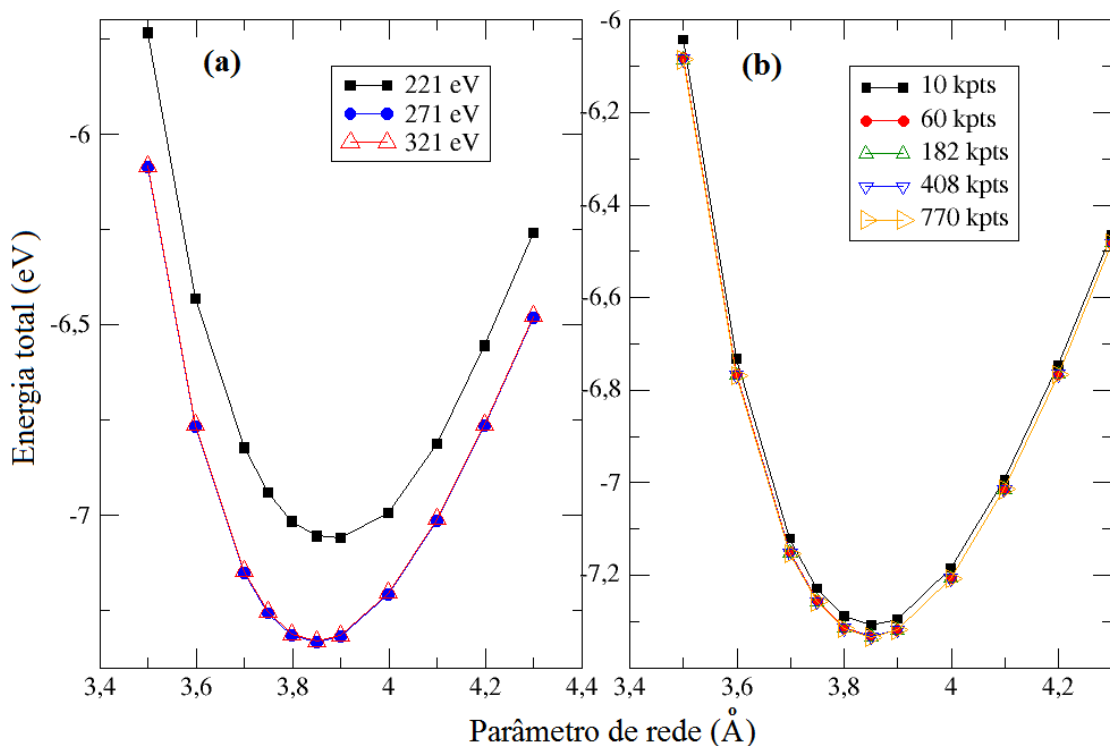 (a)
221 eV
271 eV
321 eV
-6
-6,5
-7
3,4
3,6
3,8
4
4,2
4,4
(b)
10 kpts
60 kpts
182 kpts
408 kpts
770 kpts
-6
-6,2
-6,4
-6,6
-6,8
-7
-7,2
3,4
3,6
3,8
4
4,2
Energia total (eV)
Parâmetro de rede (Å)